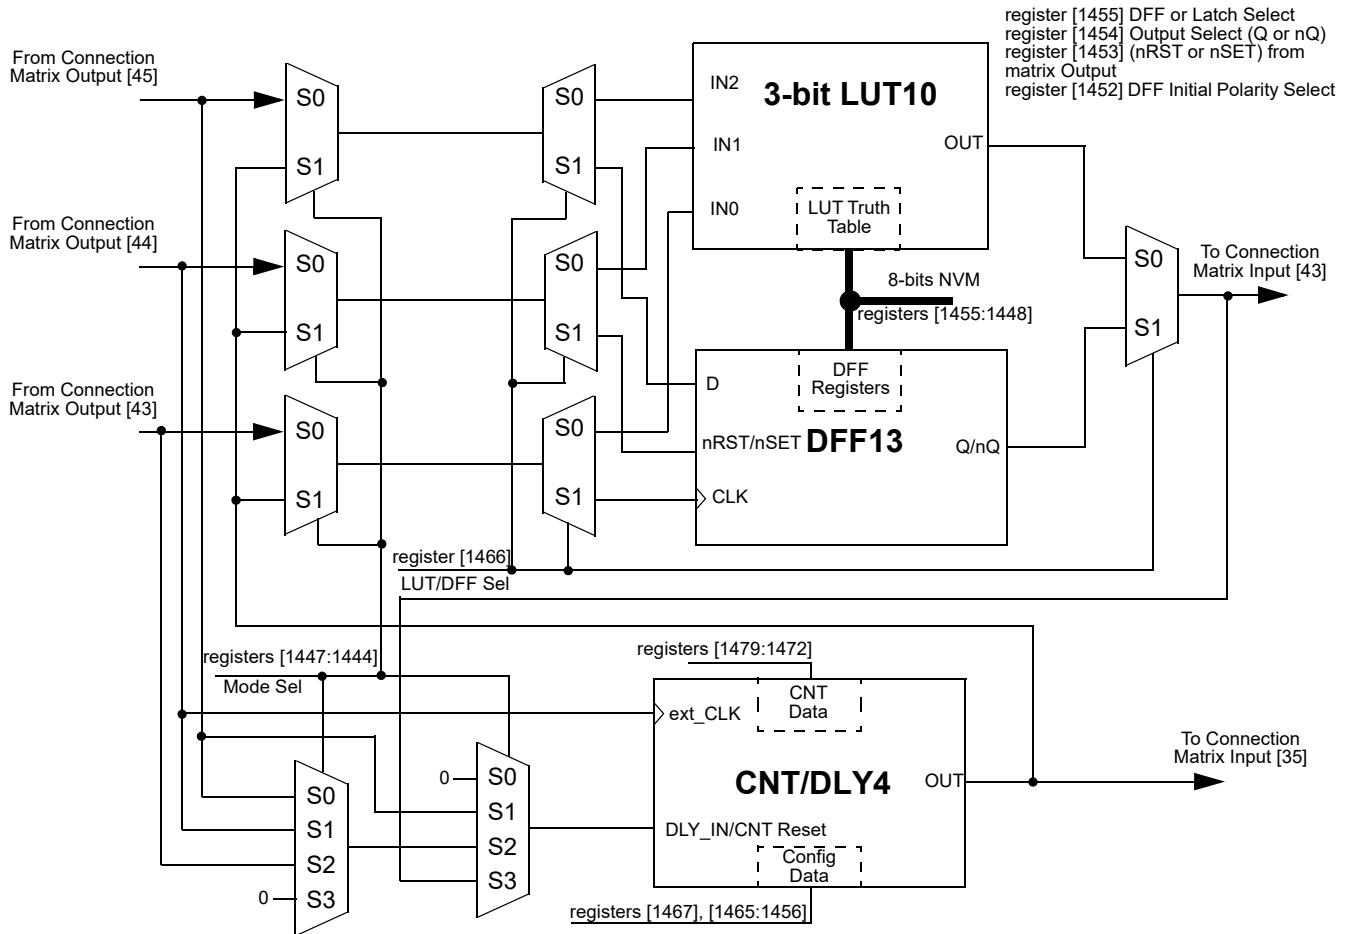 register [1455] DFF or Latch Select
register [1454] Output Select (Q or nQ)
register [1453] (nRST or nSET) from
matrix Output
register [1452] DFF Initial Polarity Select
From Connection
Matrix Output [45]
S0
S1
S0
S1
IN2
3-bit LUT10
IN1
OUT
IN0
LUT Truth
Table
From Connection
Matrix Output [44]
S0
S1
S0
S1
8-bits NVM
registers [1455:1448]
S0
S1
To Connection
Matrix Input [43]
From Connection
Matrix Output [43]
S0
S1
S0
S1
DFF
Registers
D
nRST/nSET
DFF13
Q/nQ
CLK
register [1466]
LUT/DFF Sel
registers [1447:1444]
Mode Sel
registers [1479:1472]
CNT
Data
ext_CLK
CNT/DLY4
OUT
To Connection
Matrix Input [35]
DLY_IN/CNT Reset
Config
Data
0
S0
S1
S2
S3
S0
S1
S2
0
S3
registers [1467], [1465:1456]